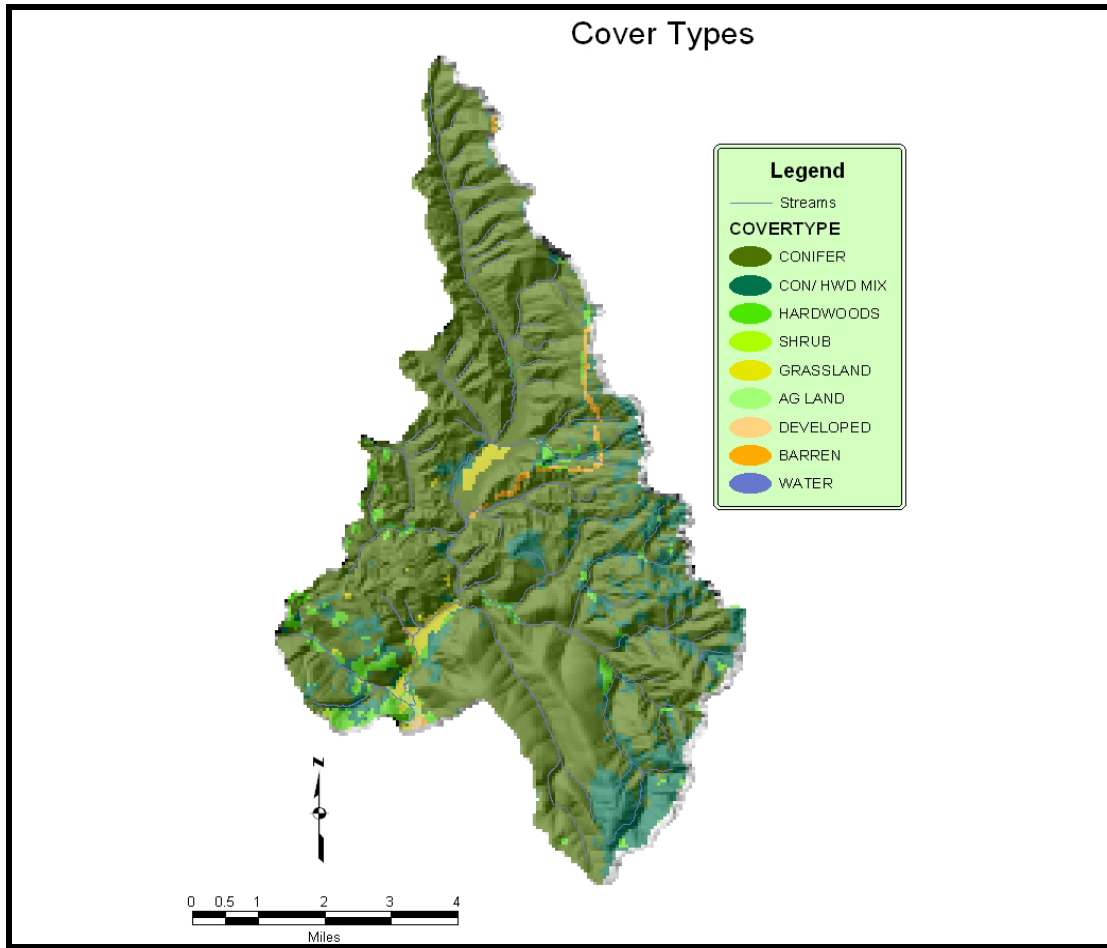 Cover Types
Legend
Streams
COVERTYPE
CONIFER
CON/ HWD MIX
HARDWOODS
SHRUB
GRASSLAND
AG LAND
DEVELOPED
BARREN
WATER
N
0 0.5 1 2 3 4
Miles